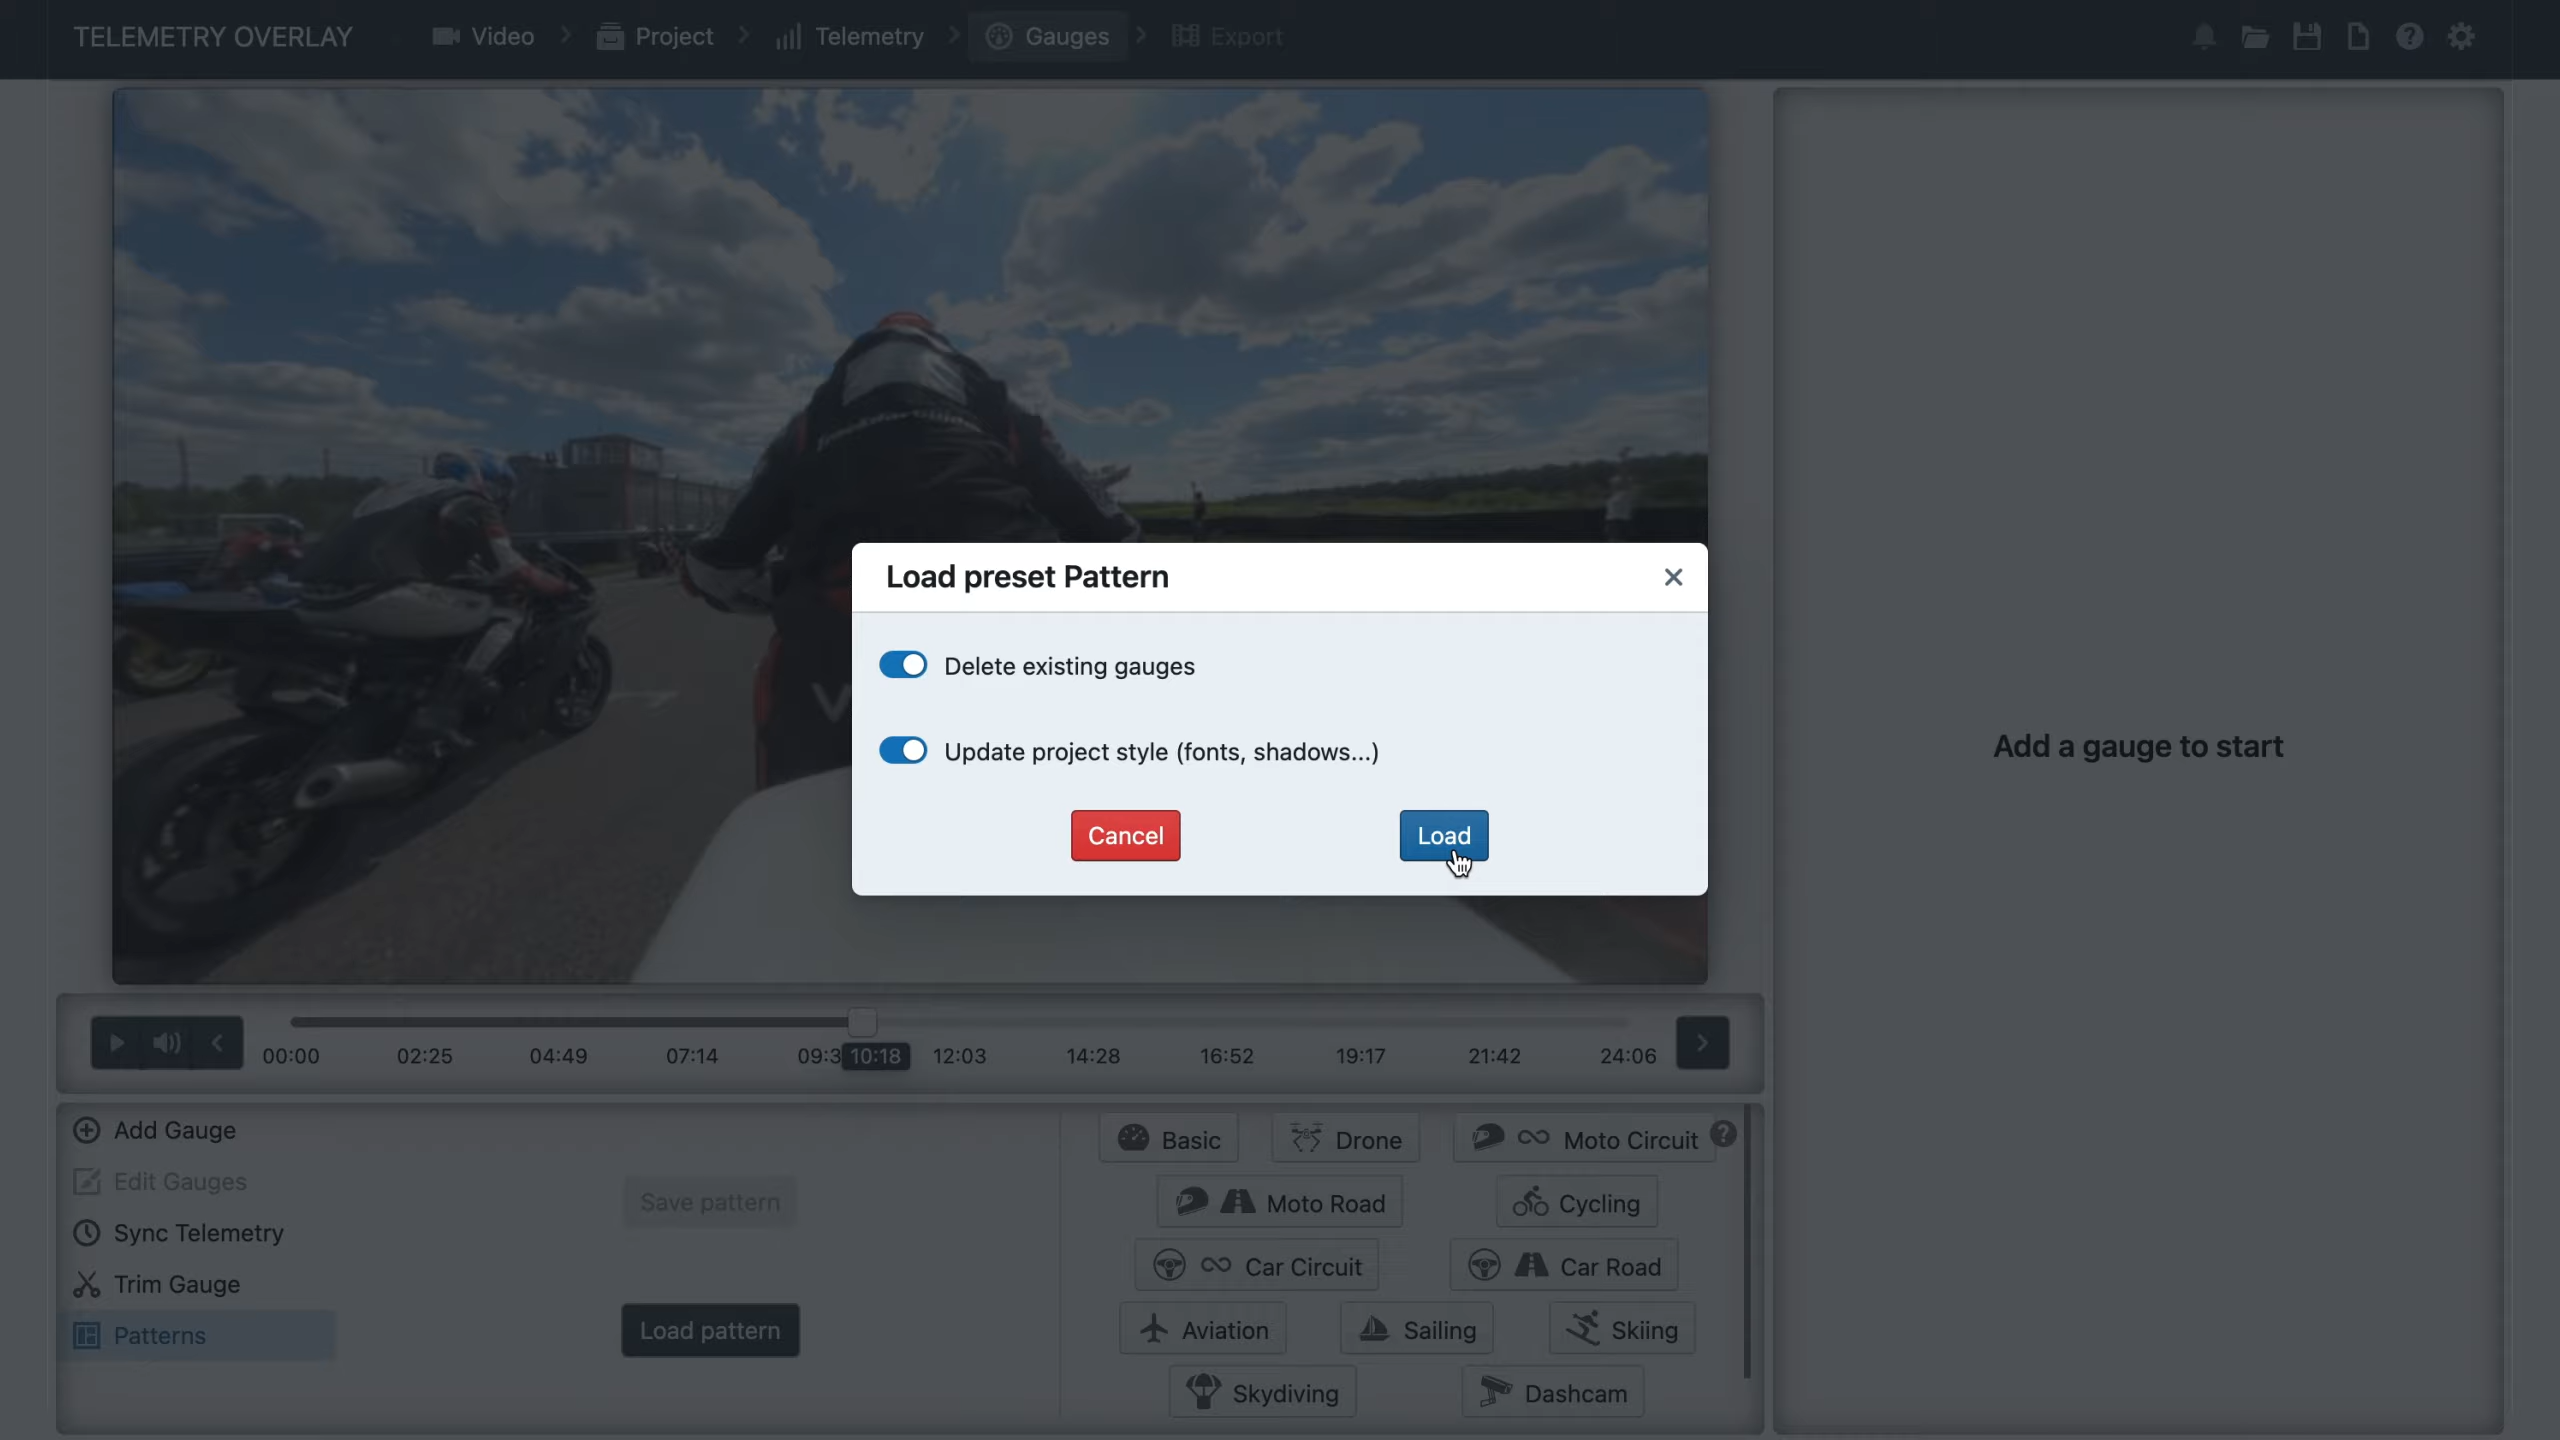 TELEMETRY OVERLAY
Video
Project
Telemetry
Gauges
Export
Load preset Pattern
Delete existing gauges
Update project style (fonts, shadows...)
Cancel
Load
Add a gauge to start
00:00
02:25
04:49
07:14
09:3
10:18
12:03
14:28
16:52
19:17
21:42
24:06
Add Gauge
Edit Gauges
Sync Telemetry
Trim Gauge
Patterns
Save pattern
Load pattern
Basic
Drone
Moto Circuit
Moto Road
Cycling
Car Circuit
Car Road
Aviation
Sailing
Skiing
Skydiving
Dashcam